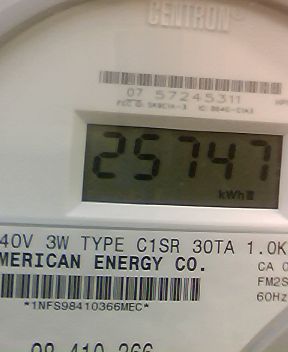 CENTRON®
07 57245311
25747
kWh
40V 3W TYPE C1SR 30TA 1.0K
MERICAN ENERGY CO.
CA 0
FM2S
60Hz
*1NFS98410366MEC*
98 410 366